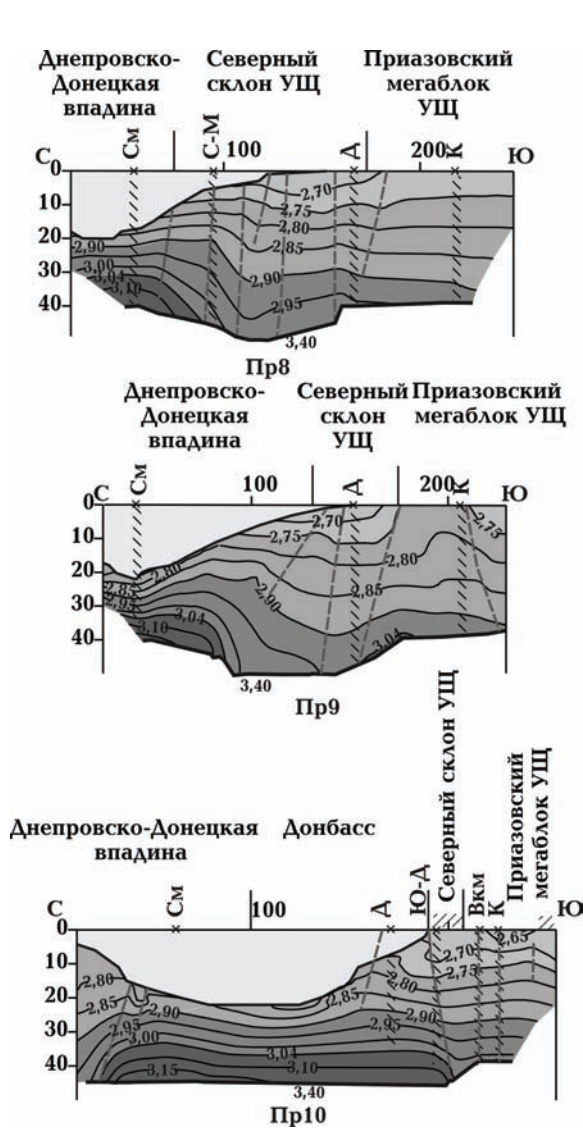 Днепровско-
Донецкая
впадина
Северный
склон УЩ
Приазовский
мегаблок
УЩ
С
См
С-М
100
Д
200
К
Ю
0
10
20
30
40
2,70
2,75
2,80
2,85
2,90
2,90
3,00
3,04
3,10
2,95
3,40
Пр8
Днепровско-
Донецкая
впадина
Северный
склон
УЩ
Приазовский
мегаблок УЩ
С
См
100
Д
200
К
Ю
0
10
20
30
40
2,70
2,75
2,75
2,80
2,80
2,85
2,85
2,95
2,90
3,04
3,10
3,04
3,40
Пр9
Днепровско-Донецкая
впадина
Донбасс
Северный склон УЩ
Приазовский
мегаблок УЩ
С
См
100
Д
Ю-Д
Вкм
К
Ю
0
10
20
30
40
2,65
2,70
2,75
2,80
2,85
2,85
2,90
2,90
2,95
2,95
3,00
3,04
3,10
3,15
3,40
Пр10